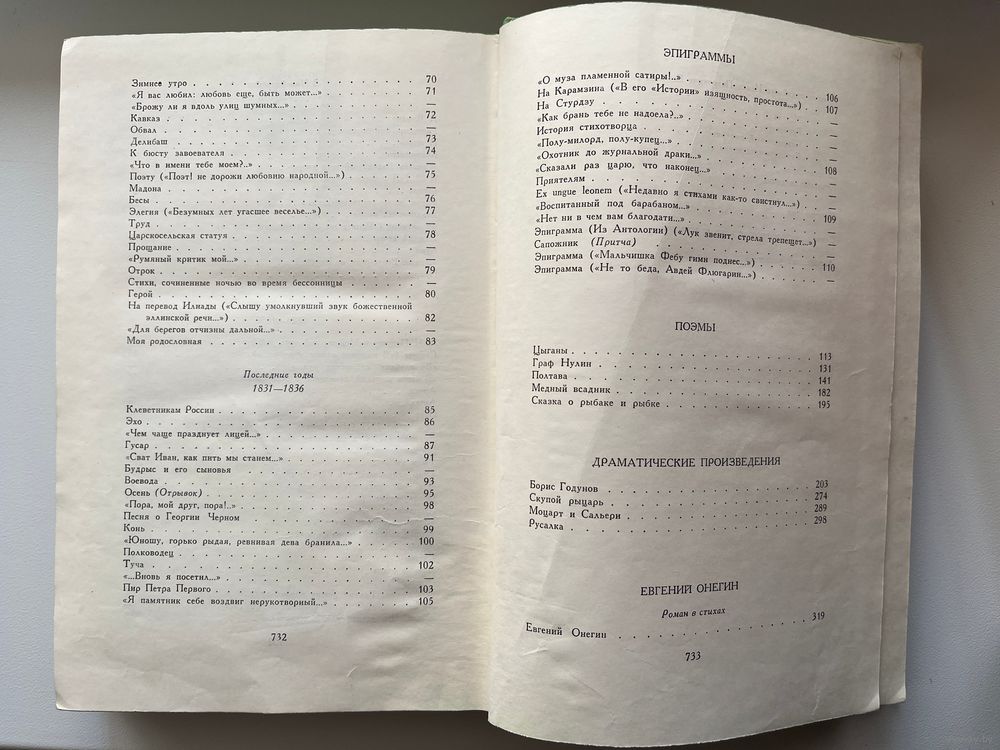 Зимнее утро . . . 70
«Я вас любил: любовь еще, быть может...» . . . 71
«Брожу ли я вдоль улиц шумных...» . . . —
Кавказ . . . 72
Обвал . . . —
Делибаш . . . 73
К бюсту завоевателя . . . 74
«Что в имени тебе моем?..» . . . —
Поэту («Поэт! не дорожи любовию народной...») . . . 75
Мадона . . . —
Бесы . . . 76
Элегия («Безумных лет угасшее веселье...») . . . 77
Труд . . . —
Царскосельская статуя . . . 78
Прощание . . . —
«Румяный критик мой...» . . . —
Отрок . . . 79
Стихи, сочиненные ночью во время бессонницы . . . —
Герой . . . 80
На перевод Илиады («Слышу умолкнувший звук божественной
эллинской речи...») . . . 82
«Для берегов отчизны дальной...» . . . —
Моя родословная . . . 83
Последние годы
1831—1836
Клеветникам России . . . 85
Эхо . . . 86
«Чем чаще празднует лицей...» . . . —
Гусар . . . 87
«Сват Иван, как пить мы станем...» . . . 91
Будрыс и его сыновья . . . —
Воевода . . . 93
Осень (Отрывок) . . . 95
«Пора, мой друг, пора!..» . . . 98
Песня о Георгии Черном . . . —
Конь . . . 99
«Юношу, горько рыдая, ревнивая дева бранила...» . . . 100
Полководец . . . —
Туча . . . 102
«...Вновь я посетил...» . . . —
Пир Петра Первого . . . 103
«Я памятник себе воздвиг нерукотворный...» . . . 105
732
ЭПИГРАММЫ
«О муза пламенной сатиры!..» . . . 106
На Карамзина («В его «Истории» изящность, простота...») . . . 107
На Стурдзу . . . —
«Как брань тебе не надоела?..» . . . —
История стихотворца . . . —
«Полу-милорд, полу-купец...» . . . —
«Охотник до журнальной драки...» . . . —
«Сказали раз царю, что наконец...» . . . 108
Приятелям . . . —
Ex ungue leonem («Недавно я стихами как-то свистнул...») . . . —
«Воспитанный под барабаном...» . . . —
«Нет ни в чем вам благодати...» . . . 109
Эпиграмма (Из Антологии) («Лук звенит, стрела трепещет...») . . . —
Сапожник (Притча) . . . —
Эпиграмма («Мальчишка Фебу гимн поднес...») . . . 110
Эпиграмма («Не то беда, Авдей Флюгарин...») . . . —
ПОЭМЫ
Цыганы . . . 113
Граф Нулин . . . 131
Полтава . . . 141
Медный всадник . . . 182
Сказка о рыбаке и рыбке . . . 195
ДРАМАТИЧЕСКИЕ ПРОИЗВЕДЕНИЯ
Борис Годунов . . . 203
Скупой рыцарь . . . 274
Моцарт и Сальери . . . 289
Русалка . . . 298
ЕВГЕНИЙ ОНЕГИН
Роман в стихах
Евгений Онегин . . . 319
733